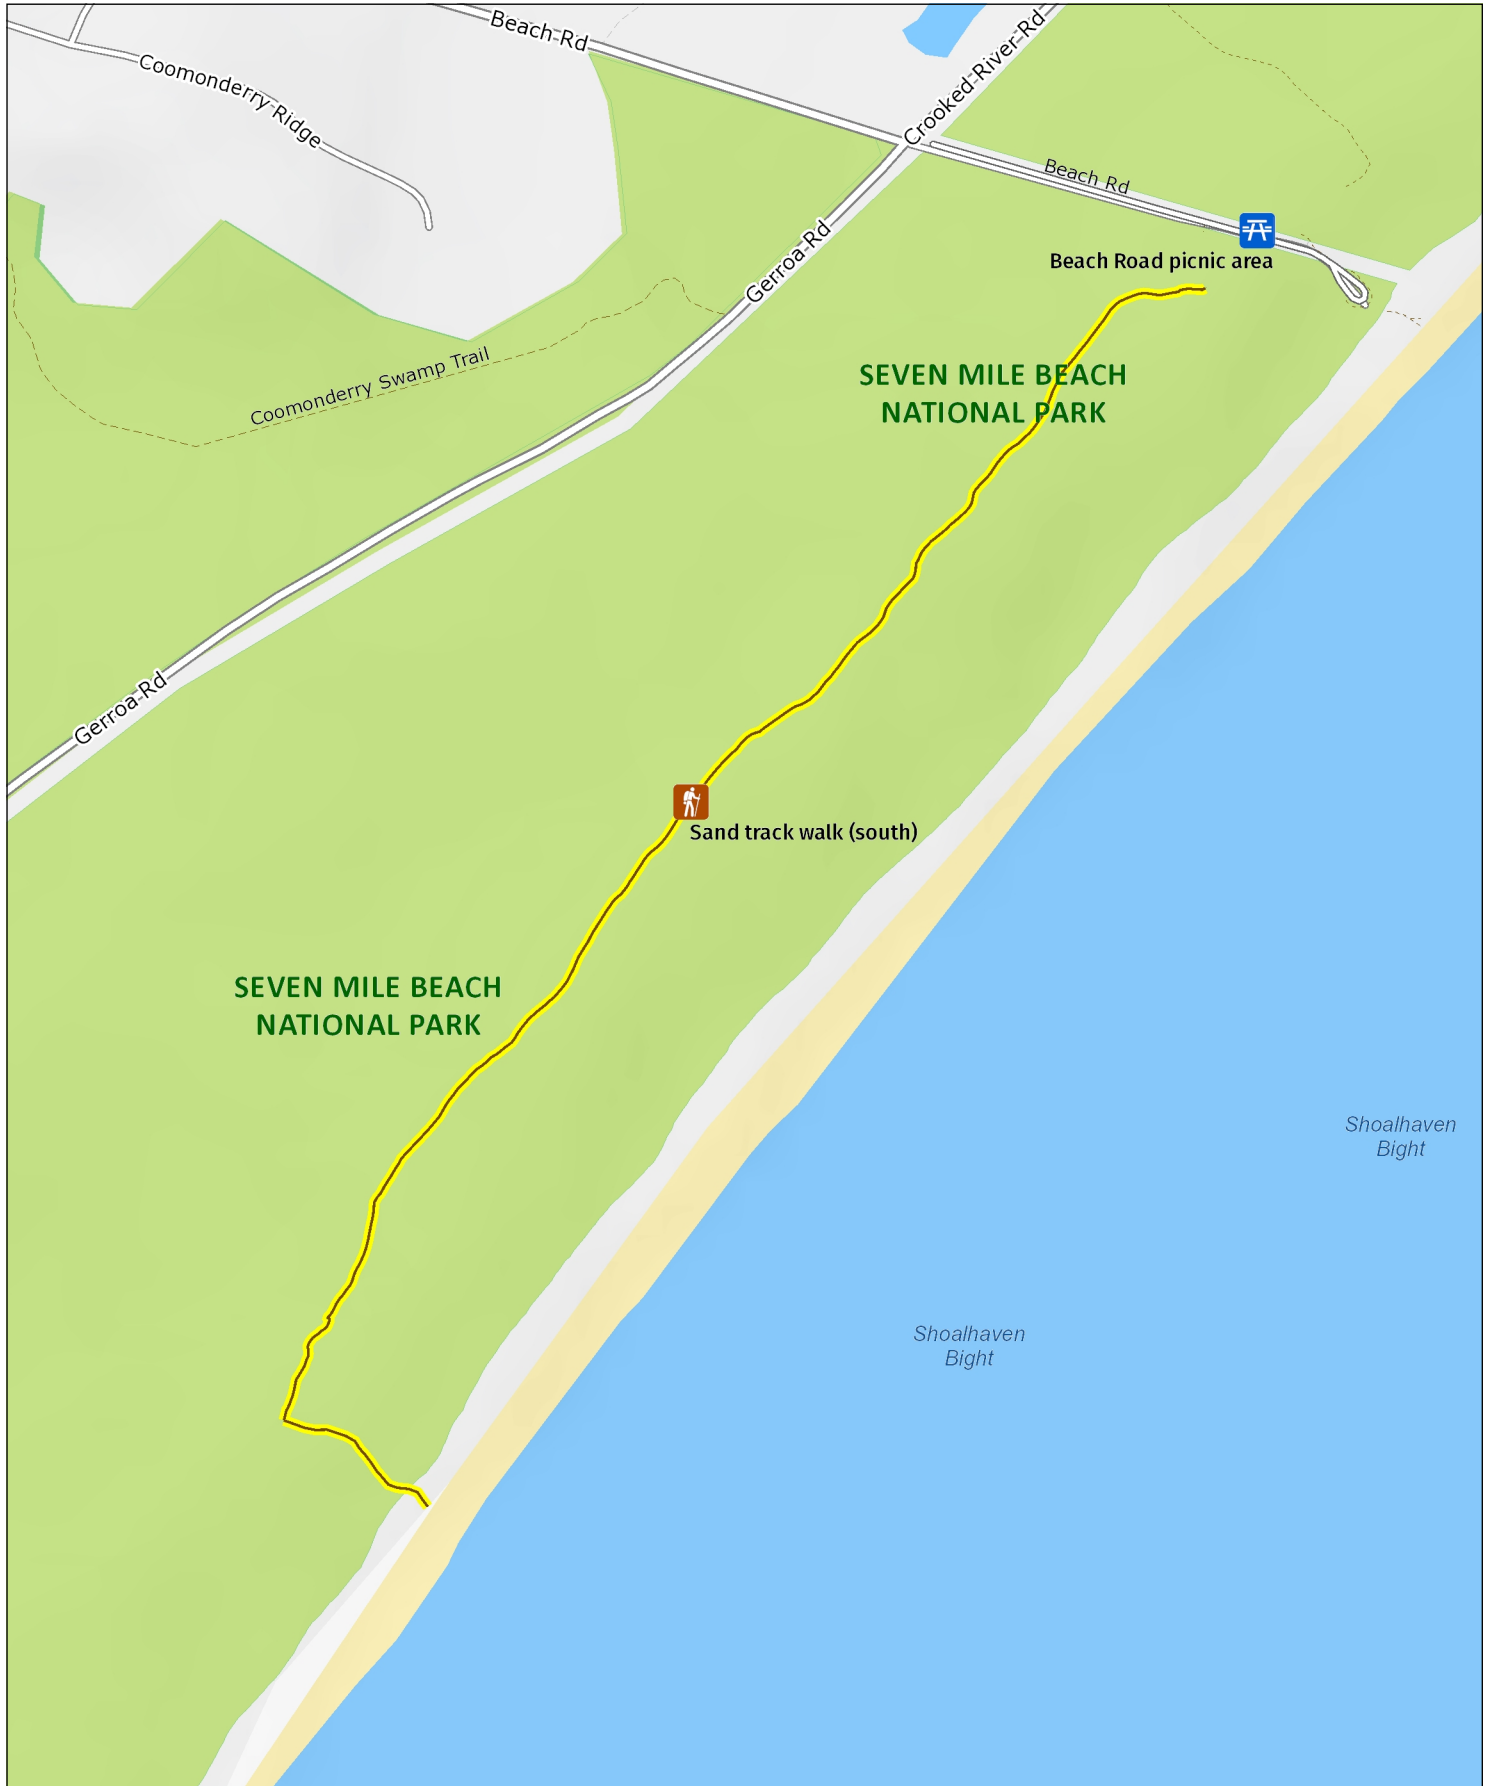 Beach Rd
Crooked River Rd
Coomonderry Ridge
Beach Rd
Gerroa Rd
Beach Road picnic area
Coomonderry Swamp Trail
SEVEN MILE BEACH
NATIONAL PARK
Gerroa Rd
Sand track walk (south)
SEVEN MILE BEACH
NATIONAL PARK
Shoalhaven
Bight
Shoalhaven
Bight